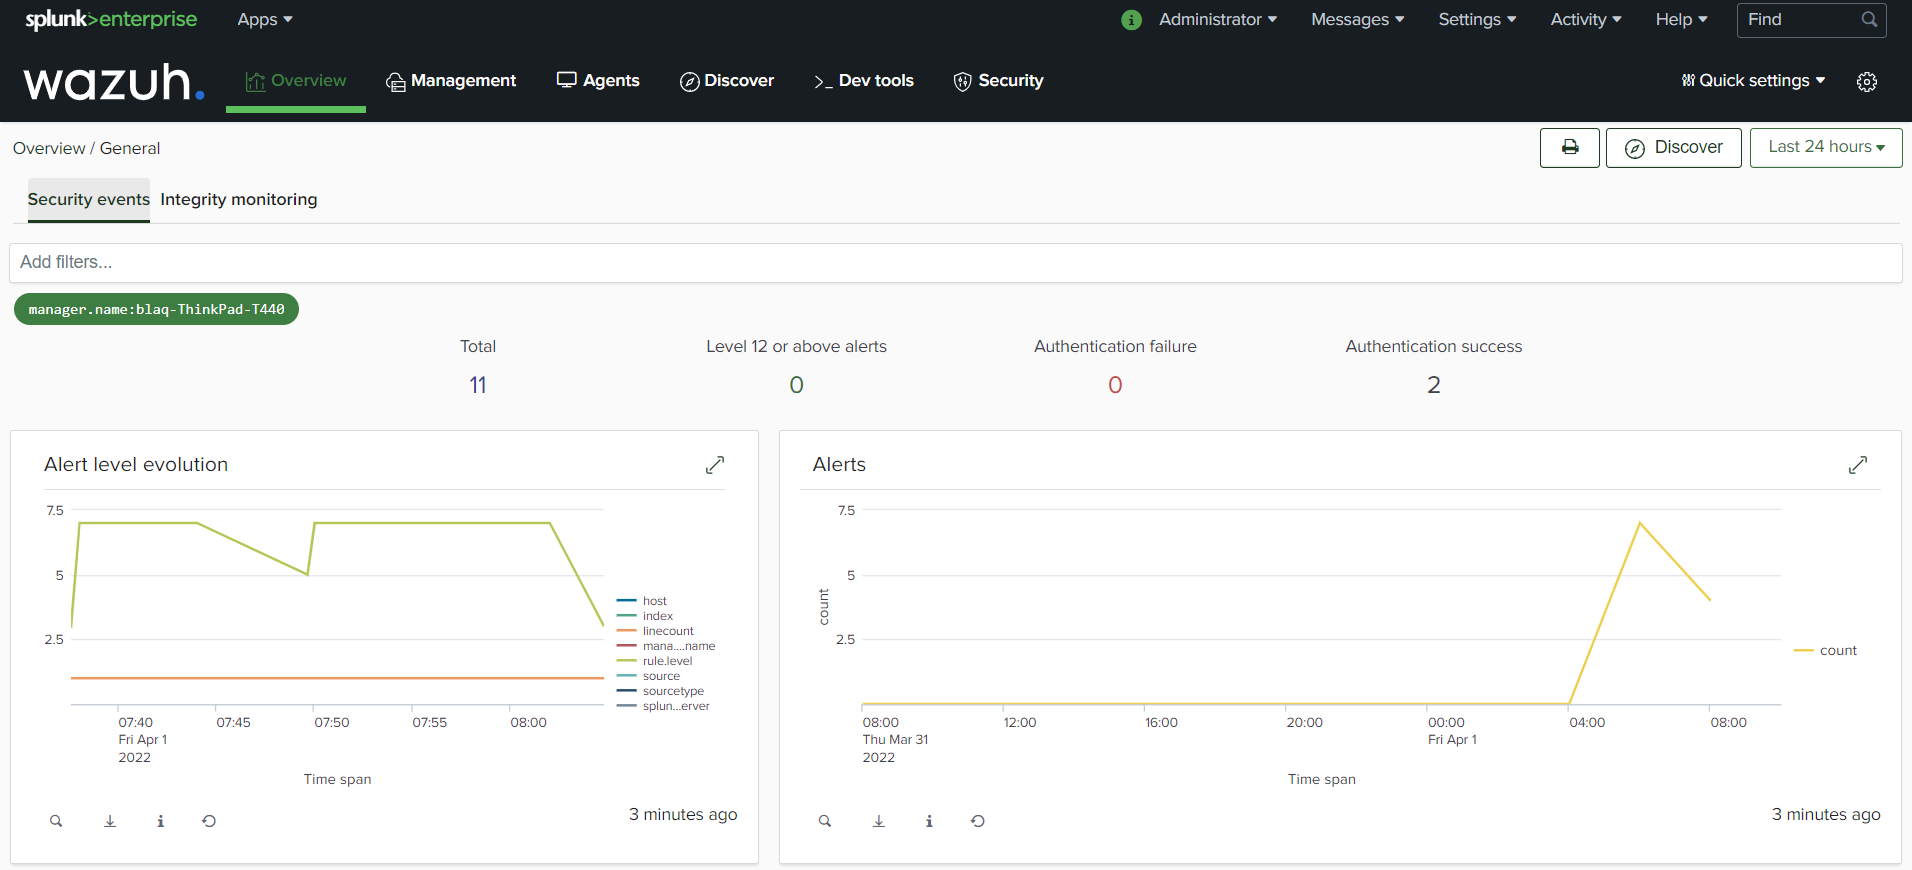 splunk>enterprise Apps Administrator Messages Settings Activity Help Find
wazuh. Overview Management Agents Discover Dev tools Security Quick settings
Overview / General Discover Last 24 hours
Security events Integrity monitoring
Add filters...
manager.name:blaq-ThinkPad-T440
Total Level 12 or above alerts Authentication failure Authentication success
11 0 0 2
Alert level evolution
7.5
5
2.5
host
index
linecount
mana....name
rule.level
source
sourcetype
splun...erver
07:40 07:45 07:50 07:55 08:00
Fri Apr 1
2022
Time span
3 minutes ago
Alerts
7.5
5
2.5
count
count
08:00 12:00 16:00 20:00 00:00 04:00 08:00
Thu Mar 31 Fri Apr 1
2022
Time span
3 minutes ago